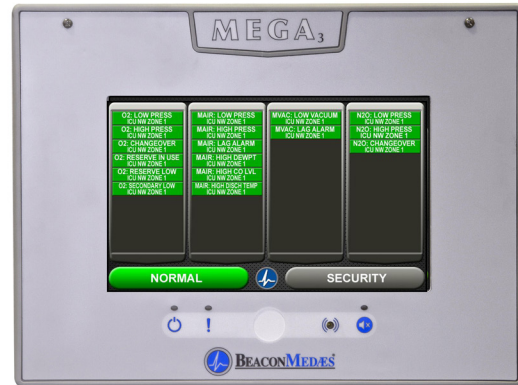 MEGA3
O2: LOW PRESS
ICU NW ZONE 1
O2: HIGH PRESS
ICU NW ZONE 1
O2: CHANGEOVER
ICU NW ZONE 1
O2: RESERVE IN USE
ICU NW ZONE 1
O2: RESERVE LOW
ICU NW ZONE 1
O2: SECONDARY LOW
ICU NW ZONE 1
MAIR: LOW PRESS
ICU NW ZONE 1
MAIR: HIGH PRESS
ICU NW ZONE 1
MAIR: LAG ALARM
ICU NW ZONE 1
MAIR: HIGH DEWPT
ICU NW ZONE 1
MAIR: HIGH CO LVL
ICU NW ZONE 1
MAIR: HIGH DISCH TEMP
ICU NW ZONE 1
MVAC: LOW VACUUM
ICU NW ZONE 1
MVAC: LAG ALARM
ICU NW ZONE 1
N2O: LOW PRESS
ICU NW ZONE 1
N2O: HIGH PRESS
ICU NW ZONE 1
N2O: CHANGEOVER
ICU NW ZONE 1
NORMAL
SECURITY
!
BEACONMEDÆS